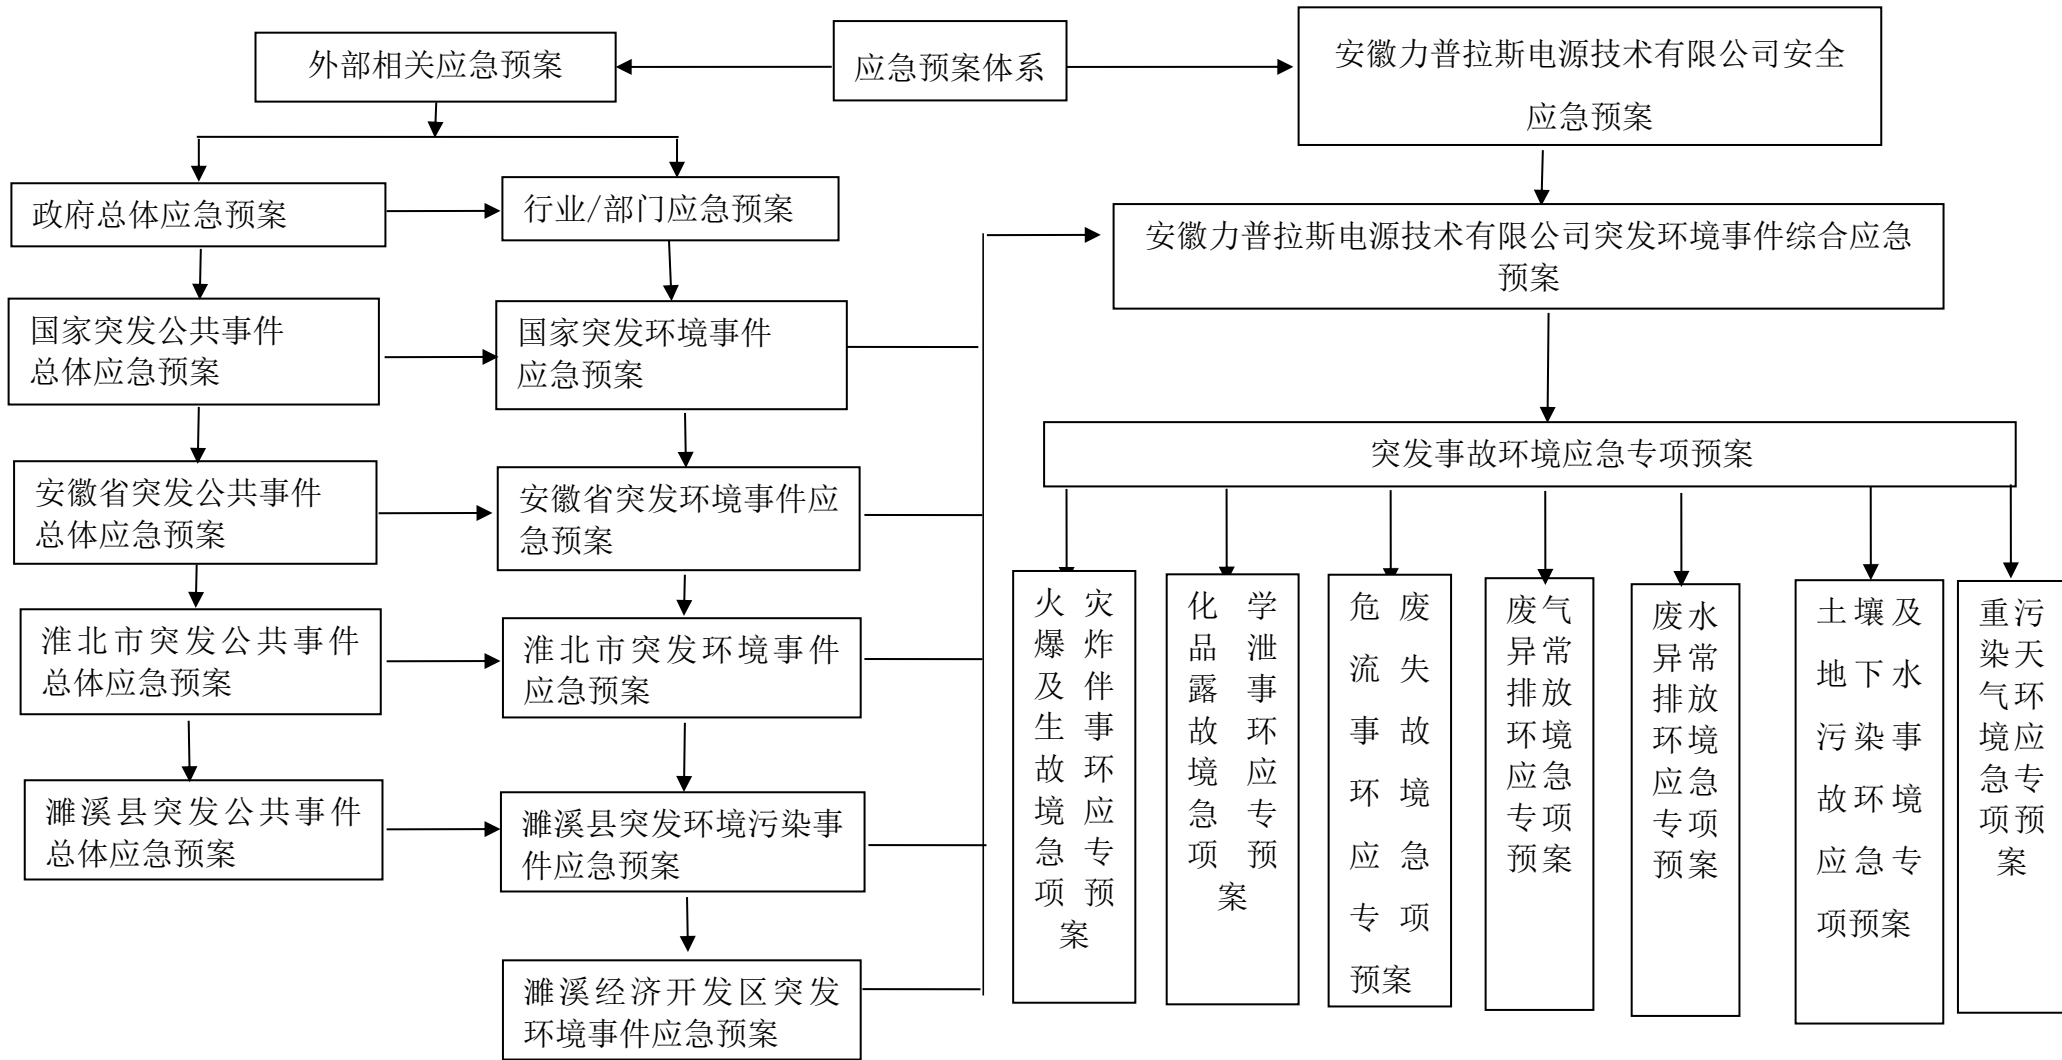 外部相关应急预案
应急预案体系
安徽力普拉斯电源技术有限公司安全
应急预案
政府总体应急预案
行业/部门应急预案
安徽力普拉斯电源技术有限公司突发环境事件综合应急
预案
国家突发公共事件
总体应急预案
国家突发环境事件
应急预案
突发事故环境应急专项预案
安徽省突发公共事件
总体应急预案
安徽省突发环境事件应
急预案
淮北市突发公共事件
总体应急预案
淮北市突发环境事件
应急预案
濉溪县突发公共事件
总体应急预案
濉溪县突发环境污染事
件应急预案
濉溪经济开发区突发
环境事件应急预案
火灾
爆炸
及伴
生事
故环
境应
急专
项预
案
化学
品泄
露事
故环
境应
急专
项预
案
危废
流失
事故
环境
应急
专项
预案
废气
异常
排放
环境
应急
专项
预案
废水
异常
排放
环境
应急
专项
预案
土壤及
地下水
污染事
故环境
应急专
项预案
重污
染天
气环
境应
急专
项预
案